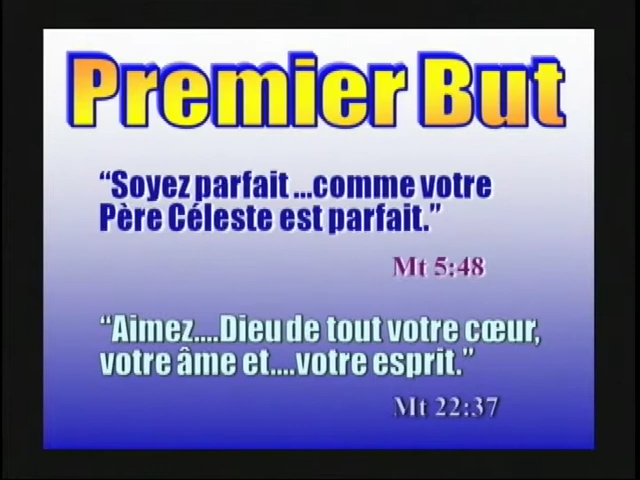 Premier But
“Soyez parfait ...comme votre
Père Céleste est parfait.”
Mt 5:48
“Aimez....Dieu de tout votre cœur,
votre âme et....votre esprit.”
Mt 22:37